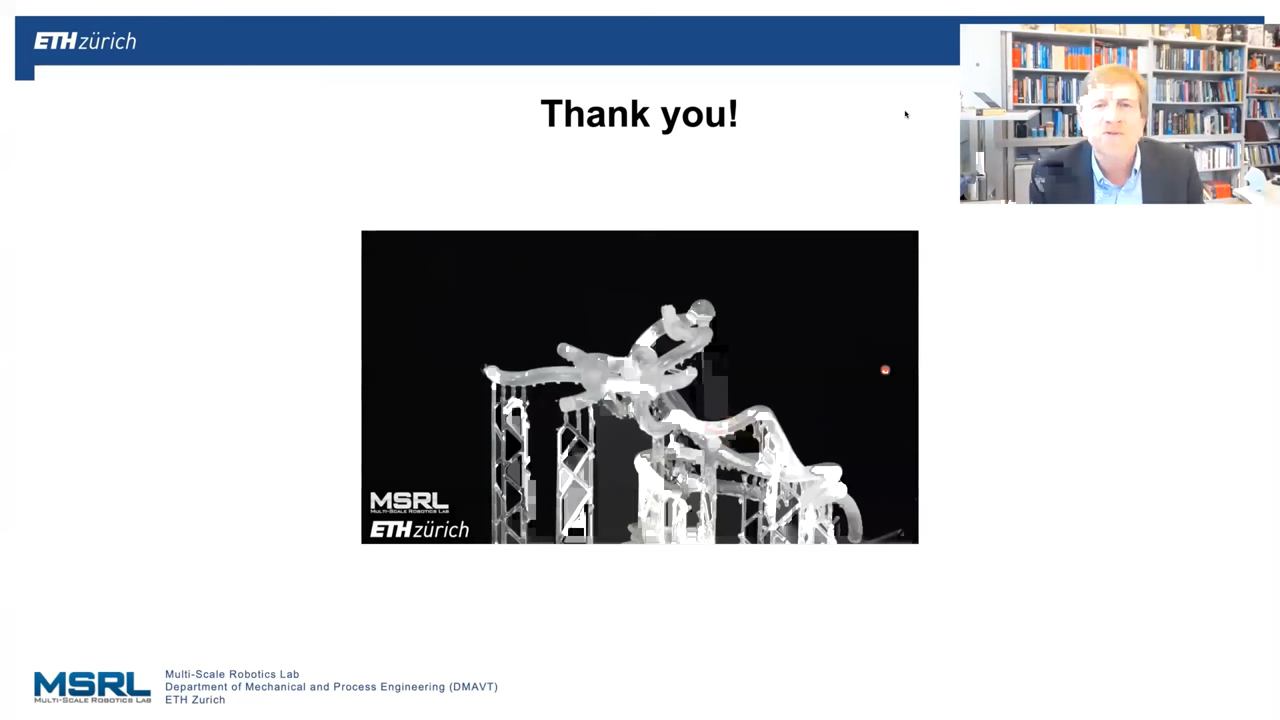 ETH zürich
Thank you!
MSRL
MULTI-SCALE ROBOTICS LAB
ETH zürich
MSRL
MULTI-SCALE ROBOTICS LAB
Multi-Scale Robotics Lab
Department of Mechanical and Process Engineering (DMAVT)
ETH Zurich